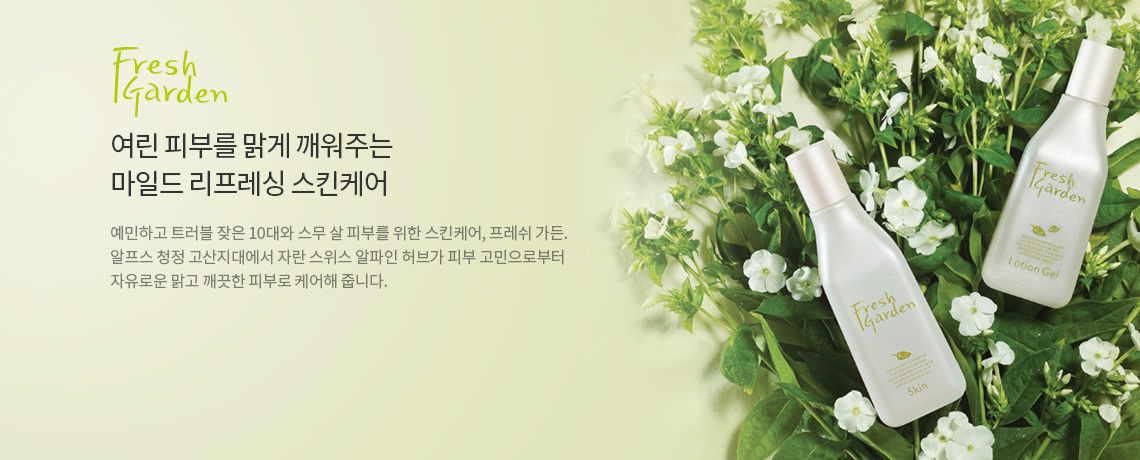 Fresh
Garden
여린 피부를 맑게 깨워주는
마일드 리프레싱 스킨케어
예민하고 트러블 잦은 10대와 스무 살 피부를 위한 스킨케어, 프레쉬 가든.
알프스 청정 고산지대에서 자란 스위스 알파인 허브가 피부 고민으로부터
자유로운 맑고 깨끗한 피부로 케어해 줍니다.
Fresh
Garden
Lotion Gel
Fresh
Garden
Skin